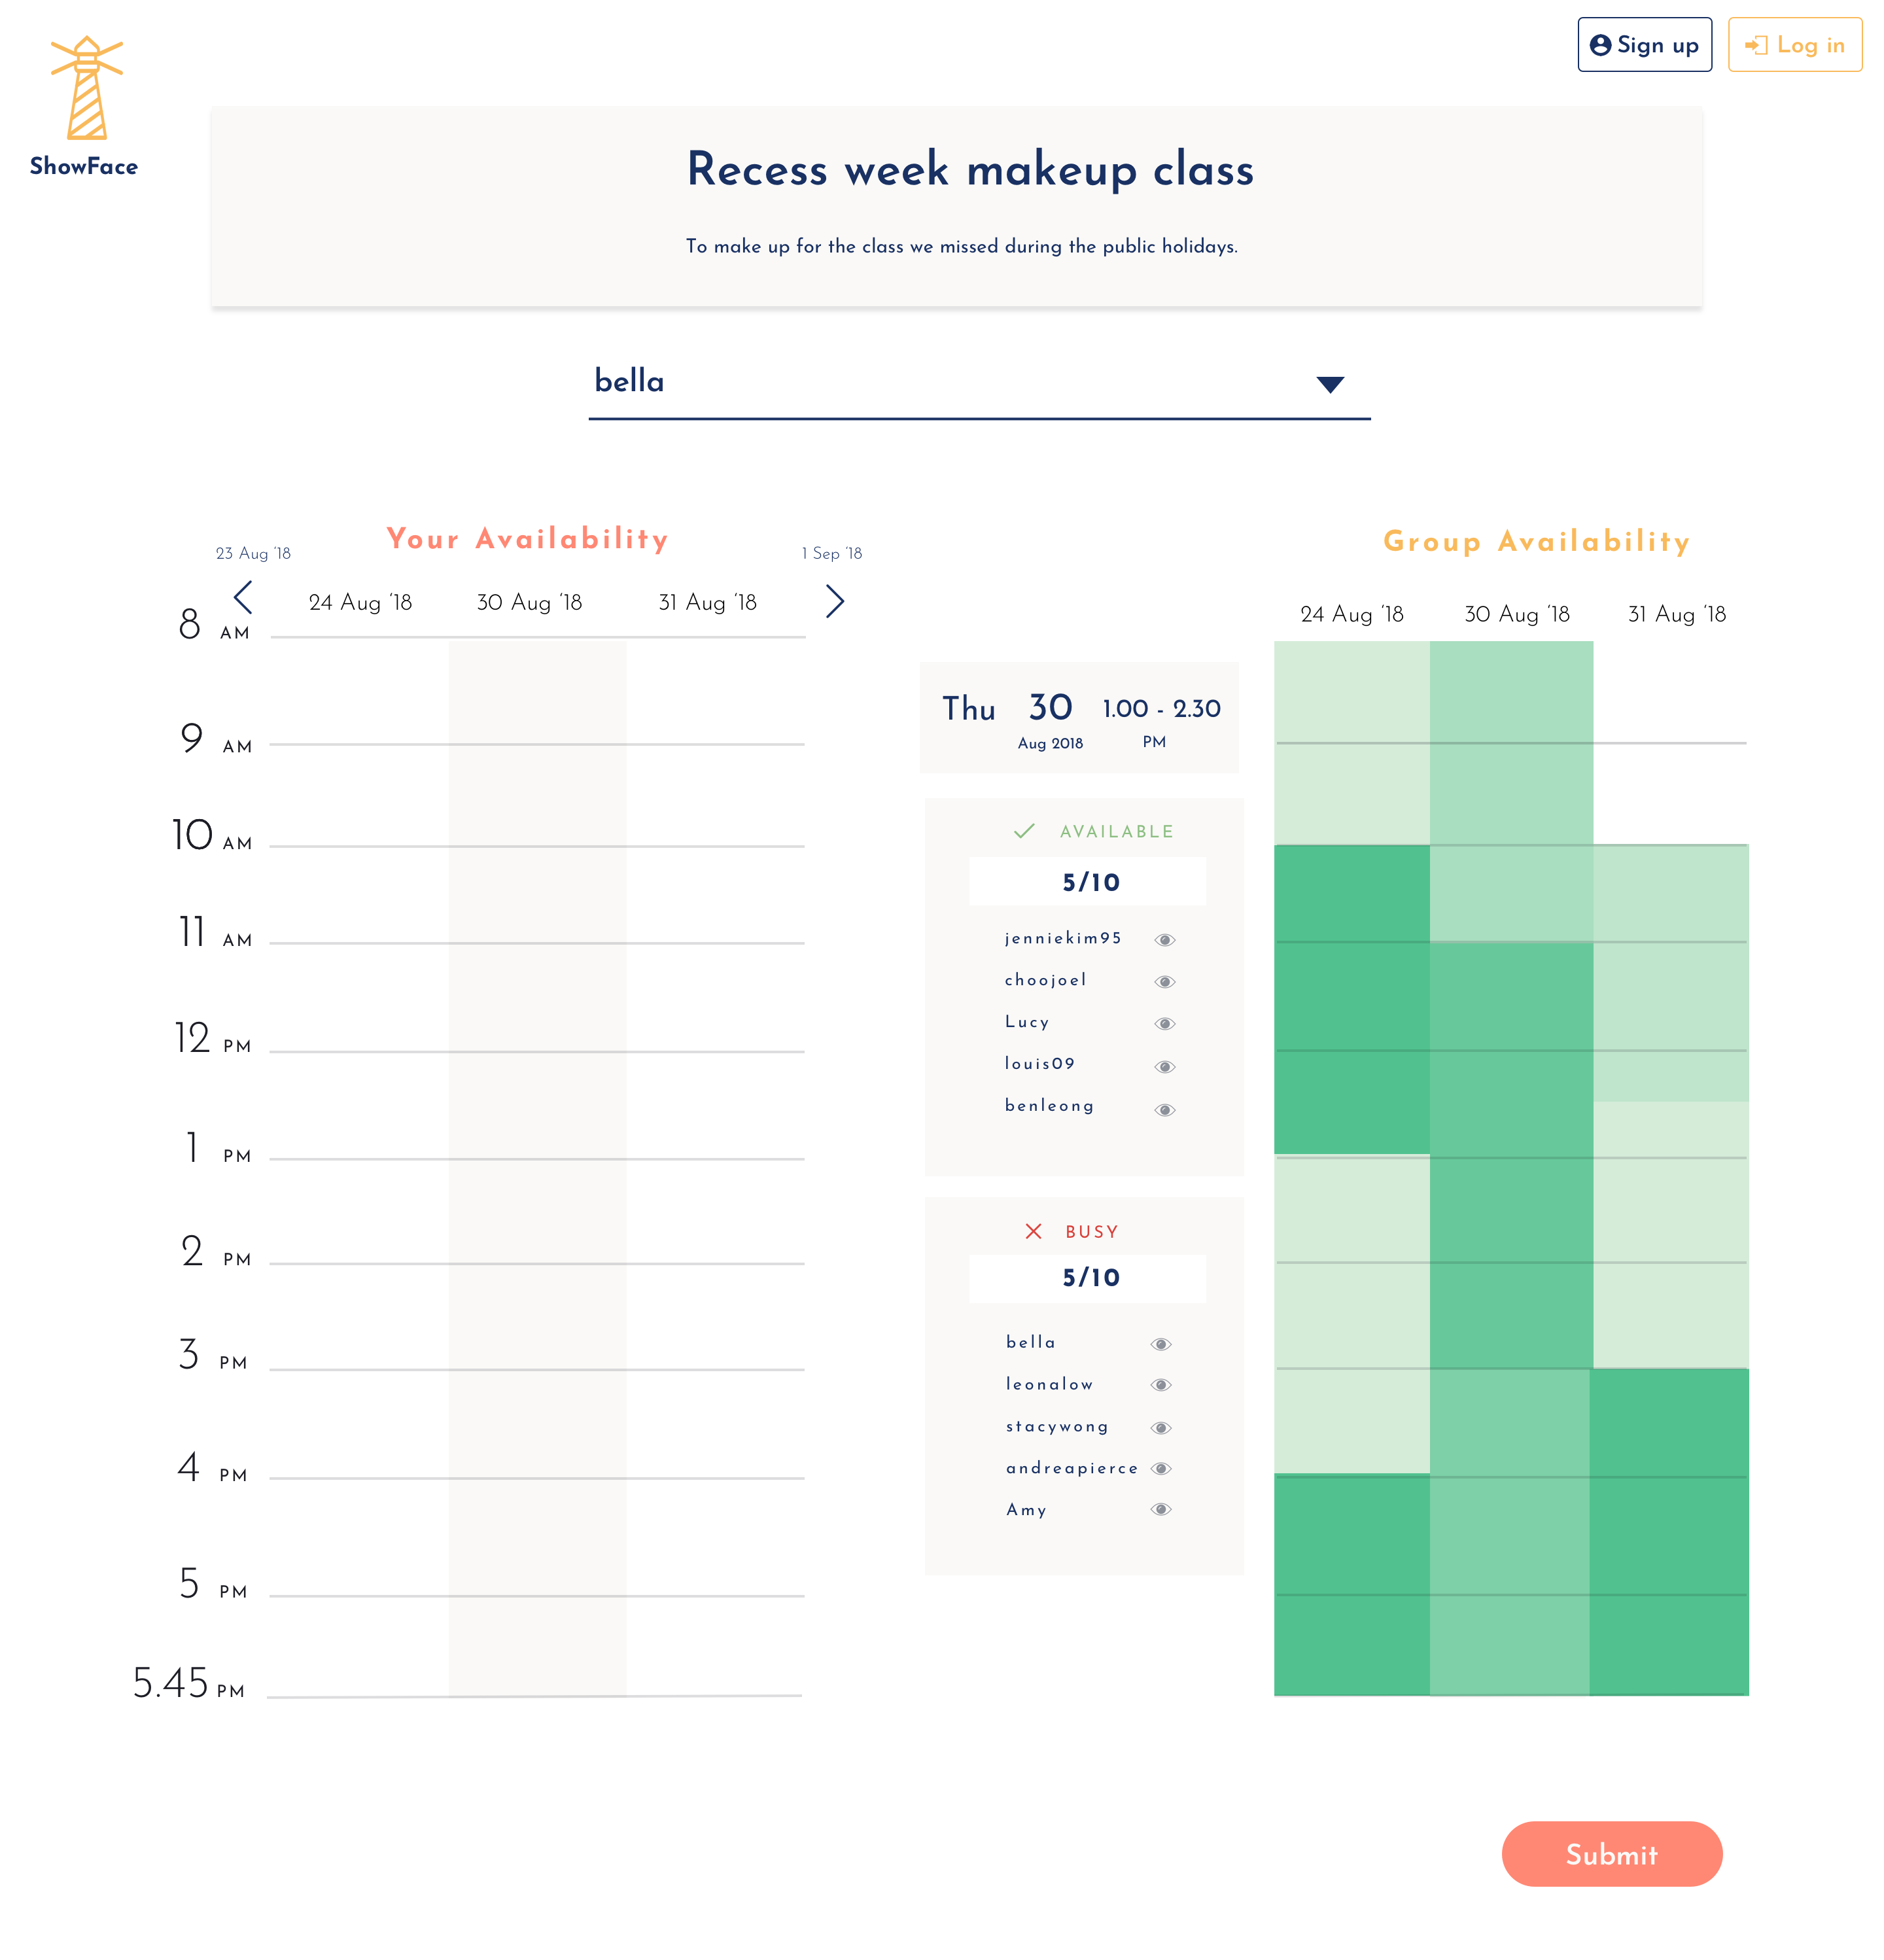 Sign up
Log in
ShowFace
Recess week makeup class
To make up for the class we missed during the public holidays.
bella
Your Availability
23 Aug '18
1 Sep '18
24 Aug '18
30 Aug '18
31 Aug '18
8 AM
9 AM
10 AM
11 AM
12 PM
1 PM
2 PM
3 PM
4 PM
5 PM
5.45 PM
Thu 30 1.00 - 2.30
Aug 2018 PM
AVAILABLE
5/10
jenniekim95
choojoel
Lucy
louis09
benleong
BUSY
5/10
bella
leonalow
stacywong
andreapierce
Amy
Group Availability
24 Aug '18
30 Aug '18
31 Aug '18
Submit